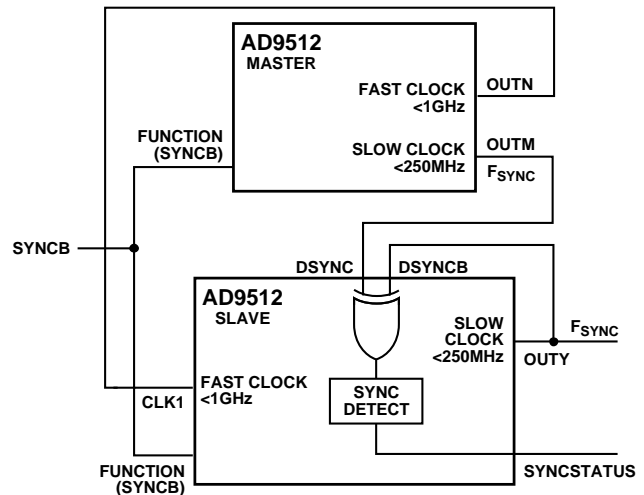 AD9512
MASTER
FAST CLOCK
<1GHz
OUTN
FUNCTION
(SYNCB)
SLOW CLOCK
<250MHz
OUTM
FSYNC
SYNCB
DSYNC
DSYNCB
AD9512
SLAVE
SLOW
CLOCK
<250MHz
FSYNC
OUTY
FAST CLOCK
<1GHz
CLK1
SYNC
DETECT
FUNCTION
(SYNCB)
SYNCSTATUS